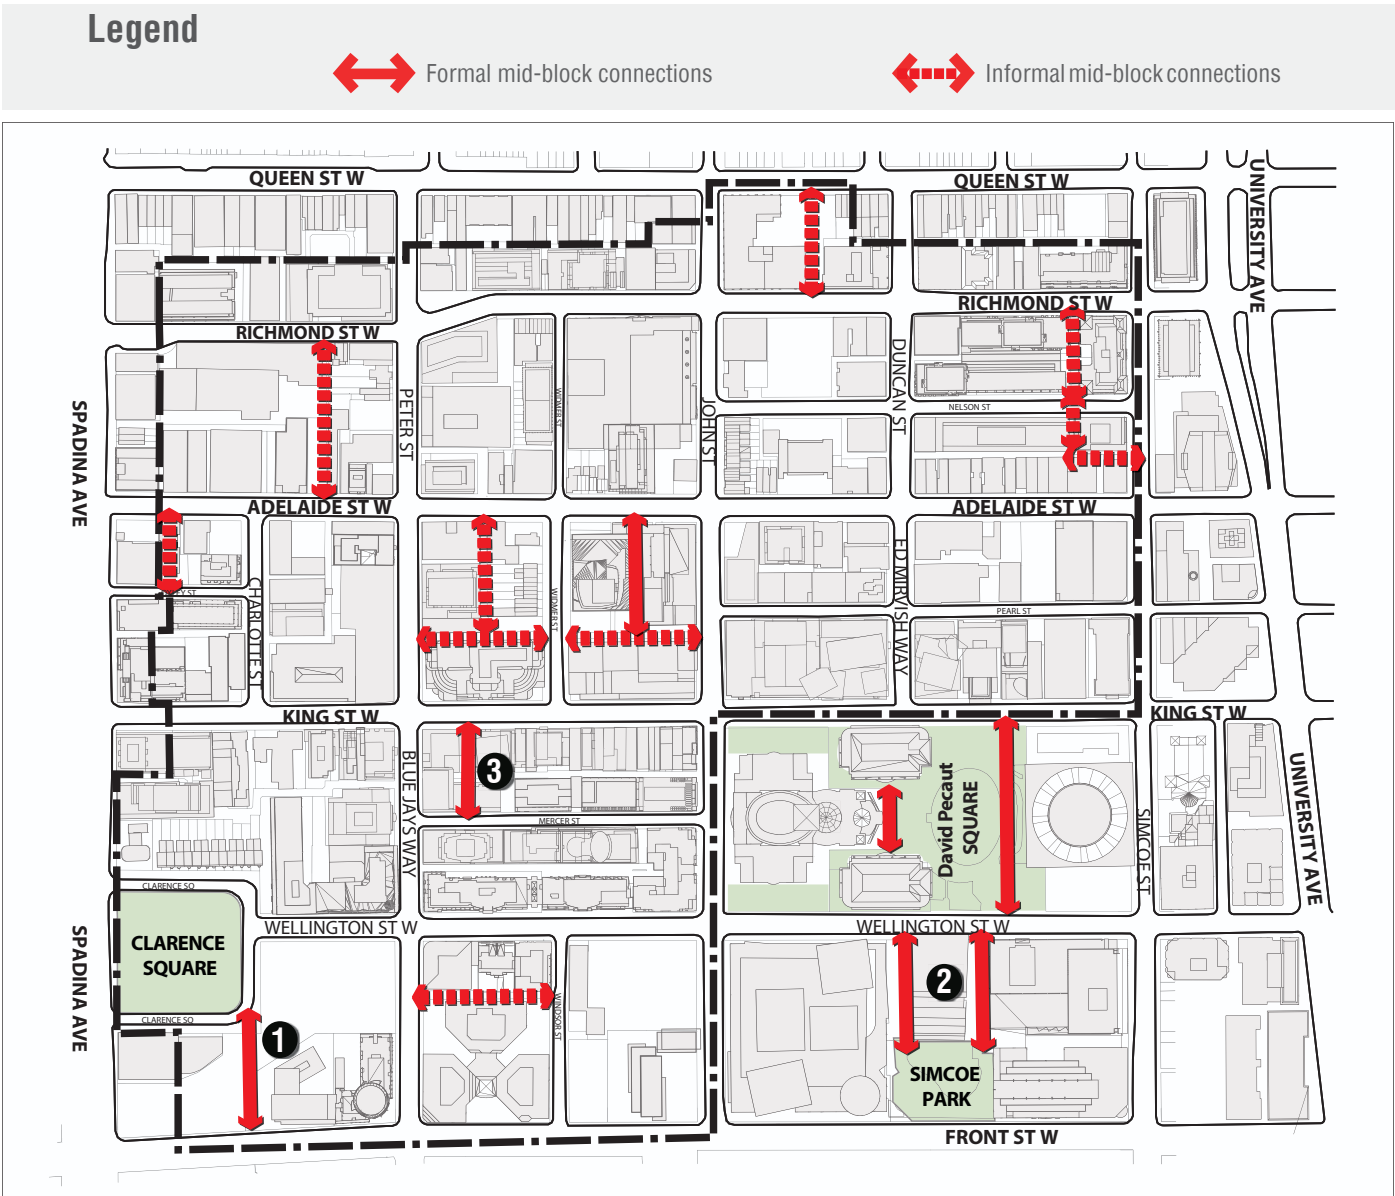 Legend
Formal mid-block connections
Informal mid-block connections
QUEEN ST W
QUEEN ST W
UNIVERSITY AVE
RICHMOND ST W
RICHMOND ST W
SPADINA AVE
PETER ST
WIDMER ST
JOHN ST
DUNCAN ST
NELSON ST
ADELAIDE ST W
ADELAIDE ST W
CHARLOTTE ST
WIDMER ST
ED MIRVISH WAY
PEARL ST
KING ST W
KING ST W
BLUE JAYS WAY
3
MERCER ST
David Pecaut
SQUARE
SIMCOE ST
UNIVERSITY AVE
CLARENCE SQ
WELLINGTON ST W
WELLINGTON ST W
SPADINA AVE
CLARENCE
SQUARE
2
CLARENCE SQ
1
WINDSOR ST
SIMCOE
PARK
FRONT ST W